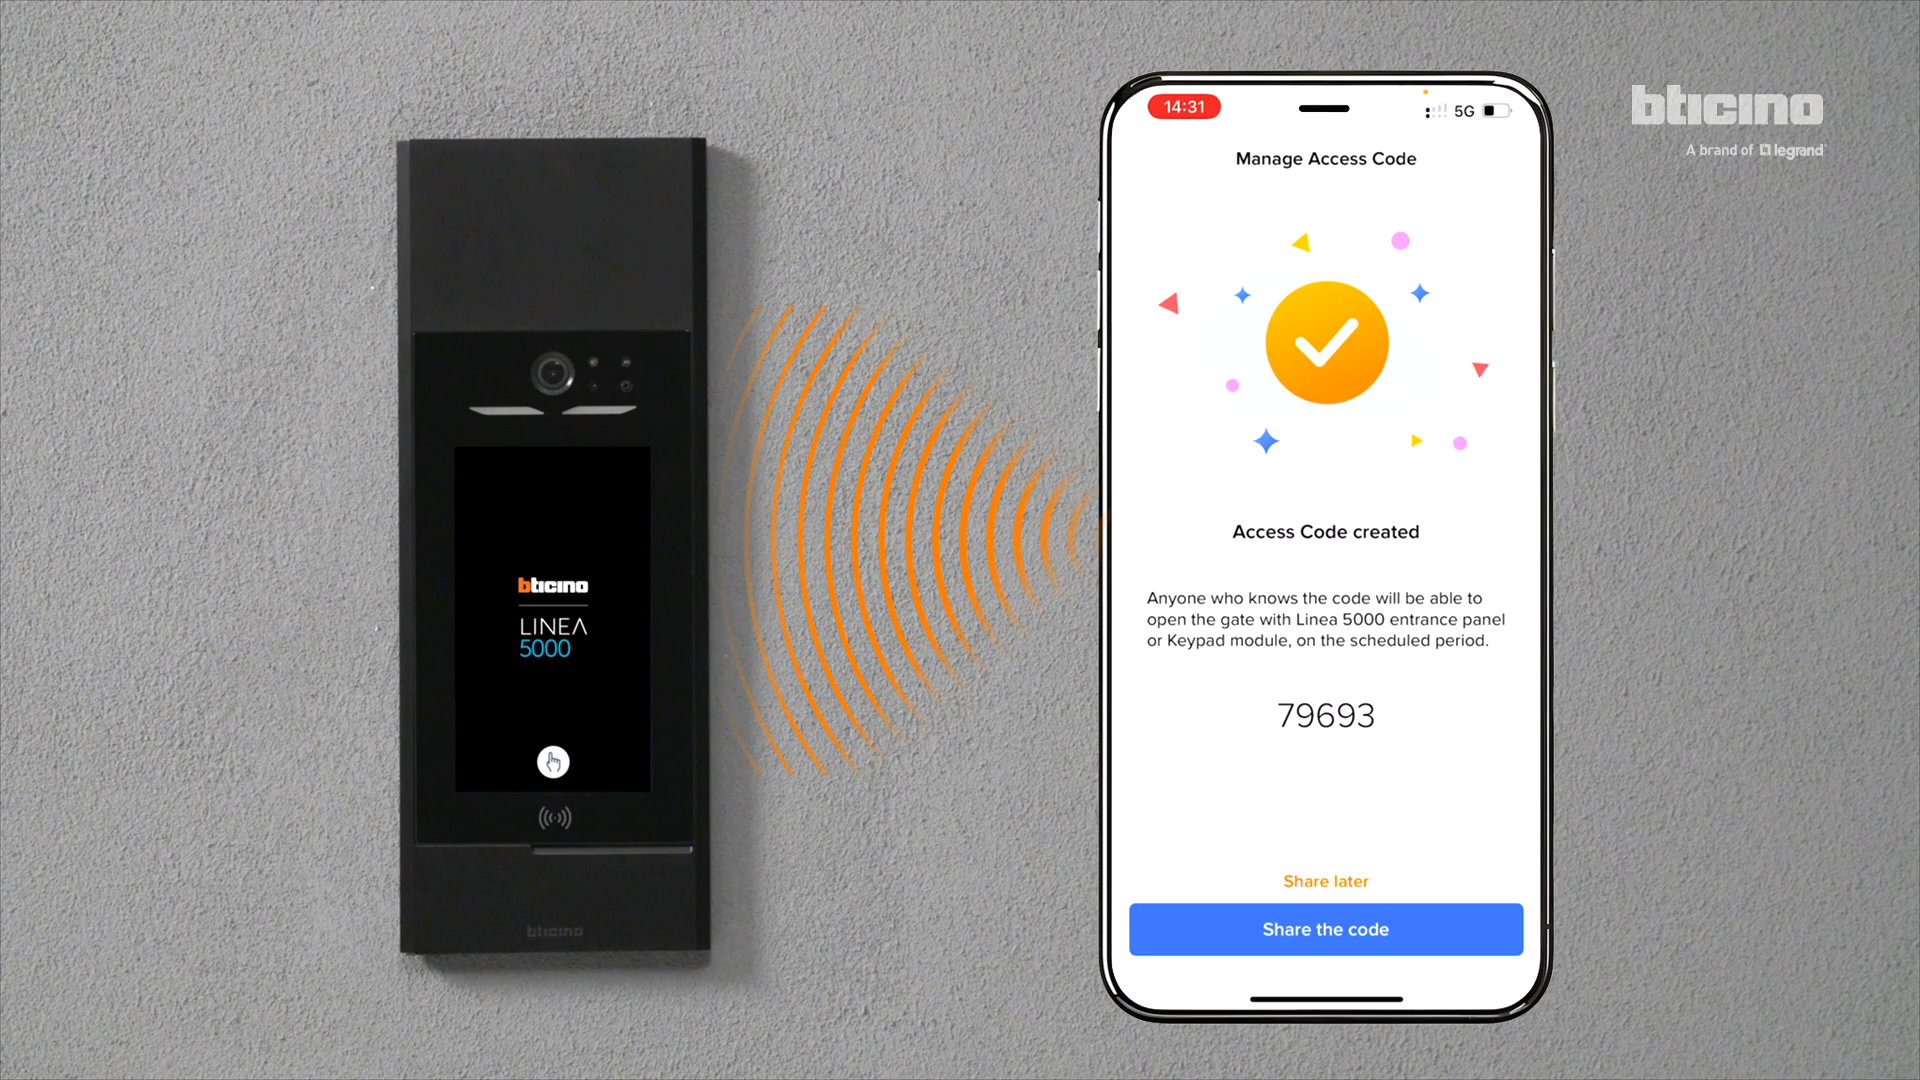 bticino
A brand of legrand
bticino
LINEA
5000
bticino
14:31
5G
Manage Access Code
Access Code created
Anyone who knows the code will be able to
open the gate with Linea 5000 entrance panel
or Keypad module, on the scheduled period.
79693
Share later
Share the code